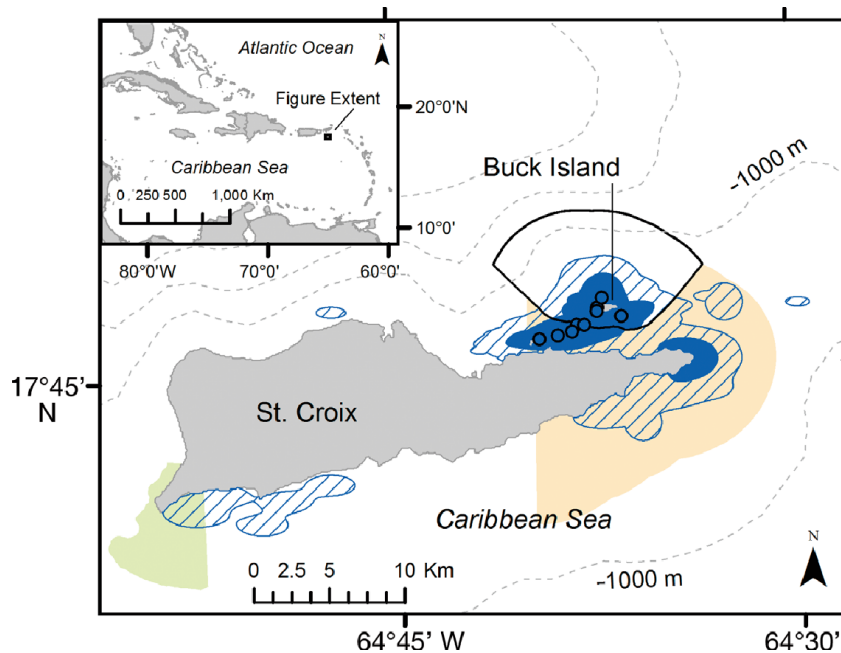 Atlantic Ocean
N
Figure Extent
20°0'N
Caribbean Sea
0 250 500 1,000 Km
10°0'
80°0'W 70°0' 60°0'
Buck Island
-1000 m
17°45'
N
St. Croix
Caribbean Sea
N
0 2.5 5 10 Km
-1000 m
64°45' W 64°30'